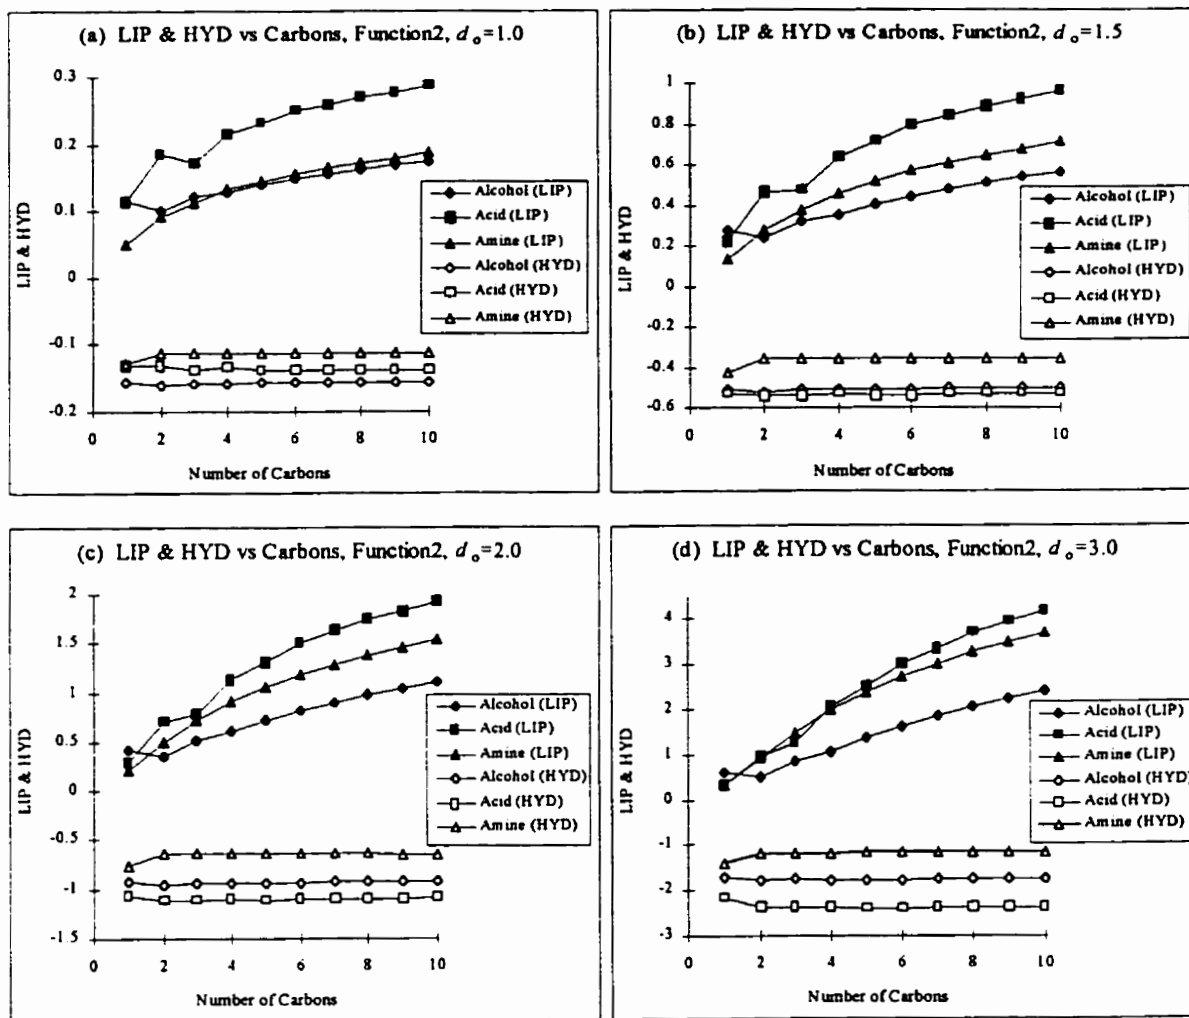 (a) LIP & HYD vs Carbons, Function2, d o=1.0
LIP & HYD
0.3
0.2
0.1
0
-0.1
-0.2
0 2 4 6 8 10
Number of Carbons
Alcohol (LIP)
Acid (LIP)
Amine (LIP)
Alcohol (HYD)
Acid (HYD)
Amine (HYD)
(b) LIP & HYD vs Carbons, Function2, d o=1.5
LIP & HYD
1
0.8
0.6
0.4
0.2
0
-0.2
-0.4
-0.6
0 2 4 6 8 10
Number of Carbons
Alcohol (LIP)
Acid (LIP)
Amine (LIP)
Alcohol (HYD)
Acid (HYD)
Amine (HYD)
(c) LIP & HYD vs Carbons, Function2, d o=2.0
LIP & HYD
2
1.5
1
0.5
0
-0.5
-1
-1.5
0 2 4 6 8 10
Number of Carbons
Alcohol (LIP)
Acid (LIP)
Amine (LIP)
Alcohol (HYD)
Acid (HYD)
Amine (HYD)
(d) LIP & HYD vs Carbons, Function2, d o=3.0
LIP & HYD
4
3
2
1
0
-1
-2
-3
0 2 4 6 8 10
Number of Carbons
Alcohol (LIP)
Acid (LIP)
Amine (LIP)
Alcohol (HYD)
Acid (HYD)
Amine (HYD)